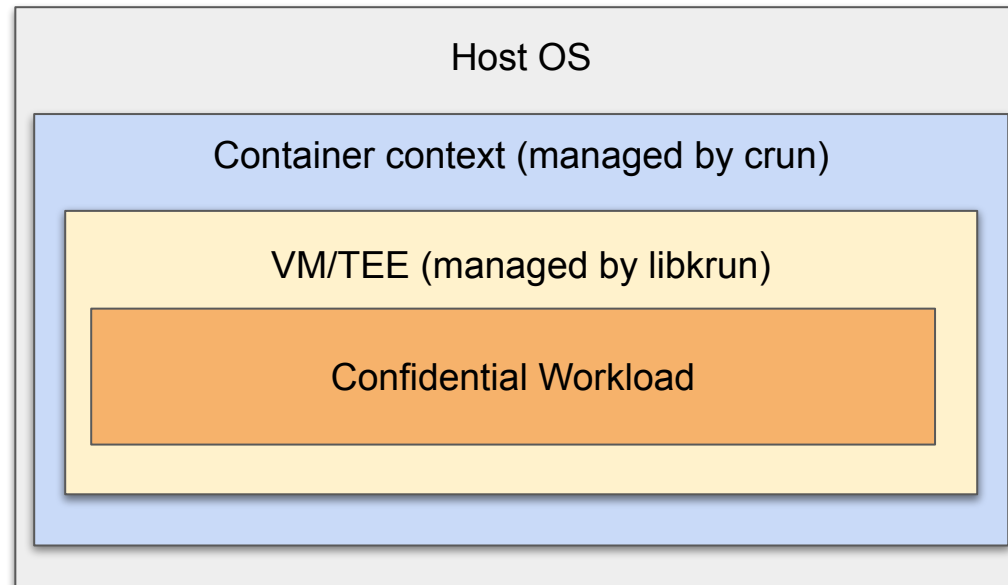 Host OS
Container context (managed by crun)
VM/TEE (managed by libkrun)
Confidential Workload